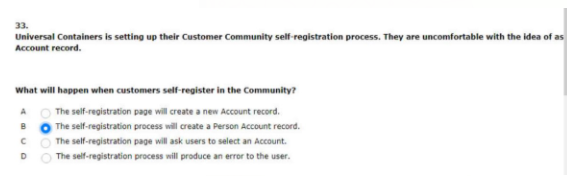 33.
Universal Containers is setting up their Customer Community self-registration process. They are uncomfortable with the idea of as
Account record.
What will happen when customers self-register in the Community?
A The self-registration page will create a new Account record.
B The self-registration process will create a Person Account record.
C The self-registration page will ask users to select an Account.
D The self-registration process will produce an error to the user.